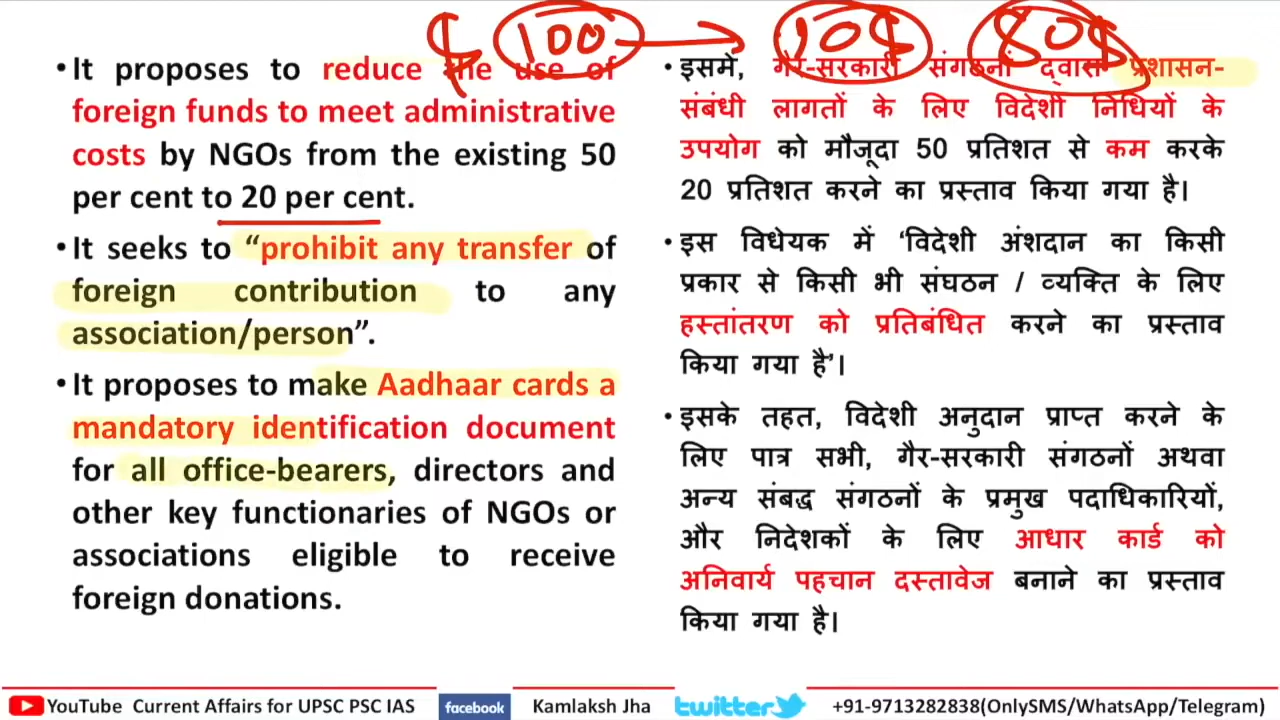 $ 100 → 80$
• It proposes to reduce the use of
foreign funds to meet administrative
costs by NGOs from the existing 50
per cent to 20 per cent.
• It seeks to “prohibit any transfer of
foreign contribution to any
association/person”.
• It proposes to make Aadhaar cards a
mandatory identification document
for all office-bearers, directors and
other key functionaries of NGOs or
associations eligible to receive
foreign donations.
• इसमें, गैर-सरकारी संगठनों द्वारा प्रशासन-
संबंधी लागतों के लिए विदेशी निधियों के
उपयोग को मौजूदा 50 प्रतिशत से कम करके
20 प्रतिशत करने का प्रस्ताव किया गया है।
• इस विधेयक में ‘विदेशी अंशदान का किसी
प्रकार से किसी भी संघठन / व्यक्ति के लिए
हस्तांतरण को प्रतिबंधित करने का प्रस्ताव
किया गया है’।
• इसके तहत, विदेशी अनुदान प्राप्त करने के
लिए पात्र सभी, गैर-सरकारी संगठनों अथवा
अन्य संबद्ध संगठनों के प्रमुख पदाधिकारियों,
और निदेशकों के लिए आधार कार्ड को
अनिवार्य पहचान दस्तावेज बनाने का प्रस्ताव
किया गया है।
YouTube Current Affairs for UPSC PSC IAS facebook Kamlaksh Jha twitter +91-9713282838(OnlySMS/WhatsApp/Telegram)